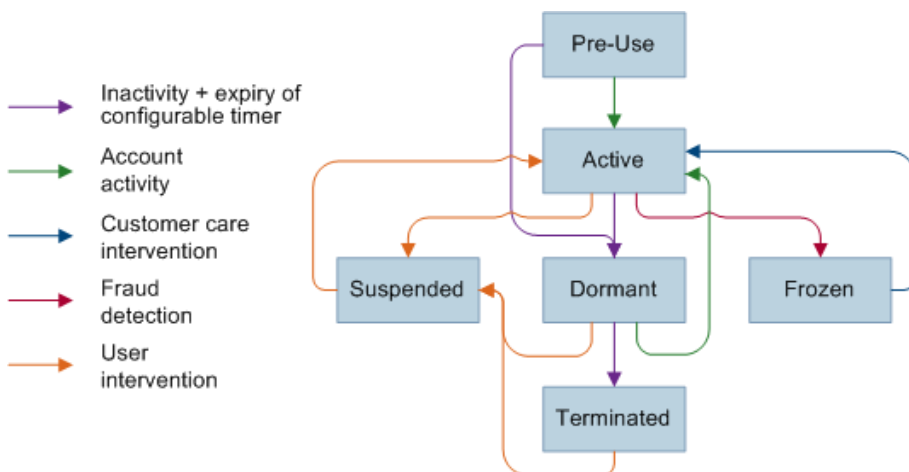 Inactivity + expiry of
configurable timer
Account
activity
Customer care
intervention
Fraud
detection
User
intervention
Pre-Use
Active
Suspended
Dormant
Frozen
Terminated